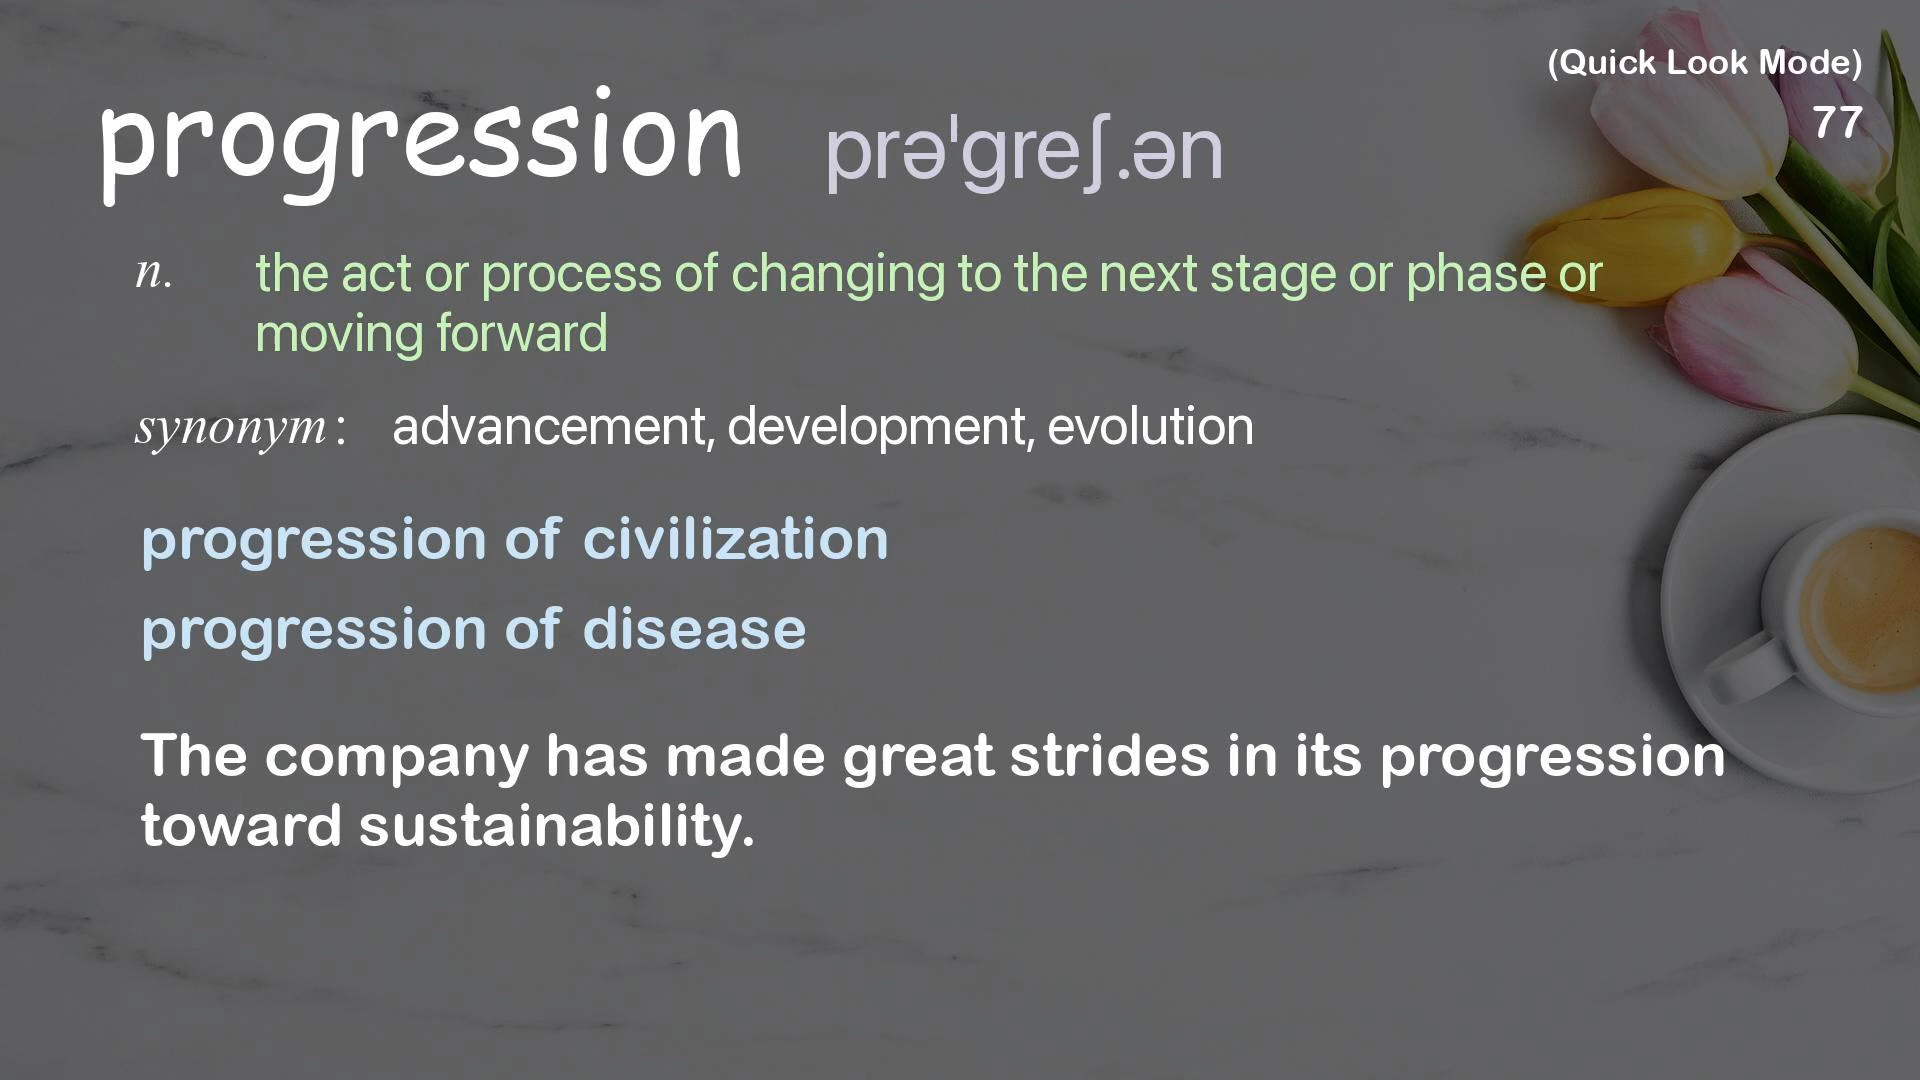 (Quick Look Mode)
77
progression prəˈgreʃ.ən
n. the act or process of changing to the next stage or phase or
moving forward
synonym: advancement, development, evolution
progression of civilization
progression of disease
The company has made great strides in its progression
toward sustainability.